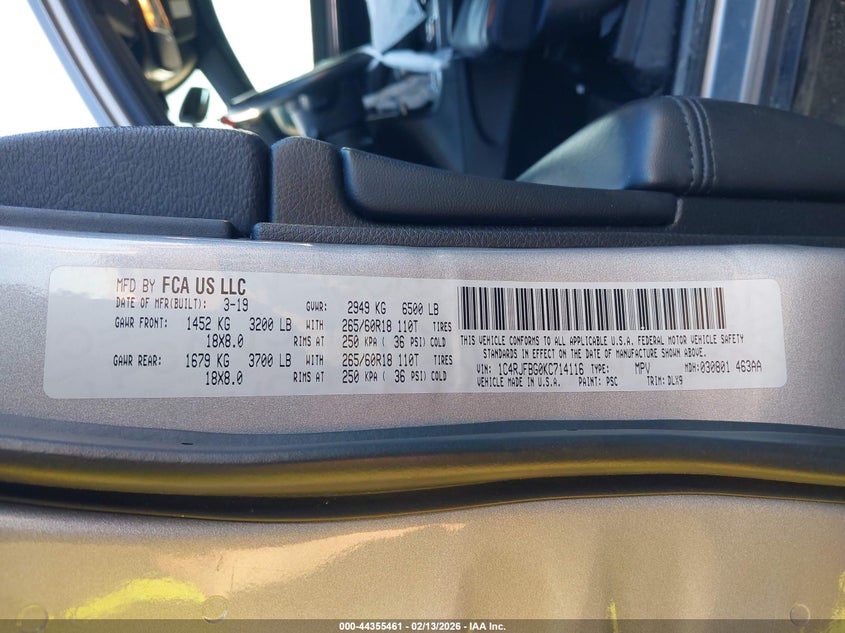 MFD BY FCA US LLC
DATE OF MFR(BUILT): 3-19 GVWR: 2949 KG 6500 LB
GAWR FRONT: 1452 KG 3200 LB WITH 265/60R18 110T TIRES
18X8.0 RIMS AT 250 KPA ( 36 PSI) COLD
GAWR REAR: 1679 KG 3700 LB WITH 265/60R18 110T TIRES
18X8.0 RIMS AT 250 KPA ( 36 PSI) COLD
THIS VEHICLE CONFORMS TO ALL APPLICABLE U.S.A. FEDERAL MOTOR VEHICLE SAFETY
STANDARDS IN EFFECT ON THE DATE OF MANUFACTURE SHOWN ABOVE.
VIN: 1C4RJFBG0KC714116 TYPE: MPV MDH: 030801 463AA
VEHICLE MADE IN U.S.A. PAINT: PSC TRIM: DLX9
000-44355461 - 02/13/2026 - IAA Inc.